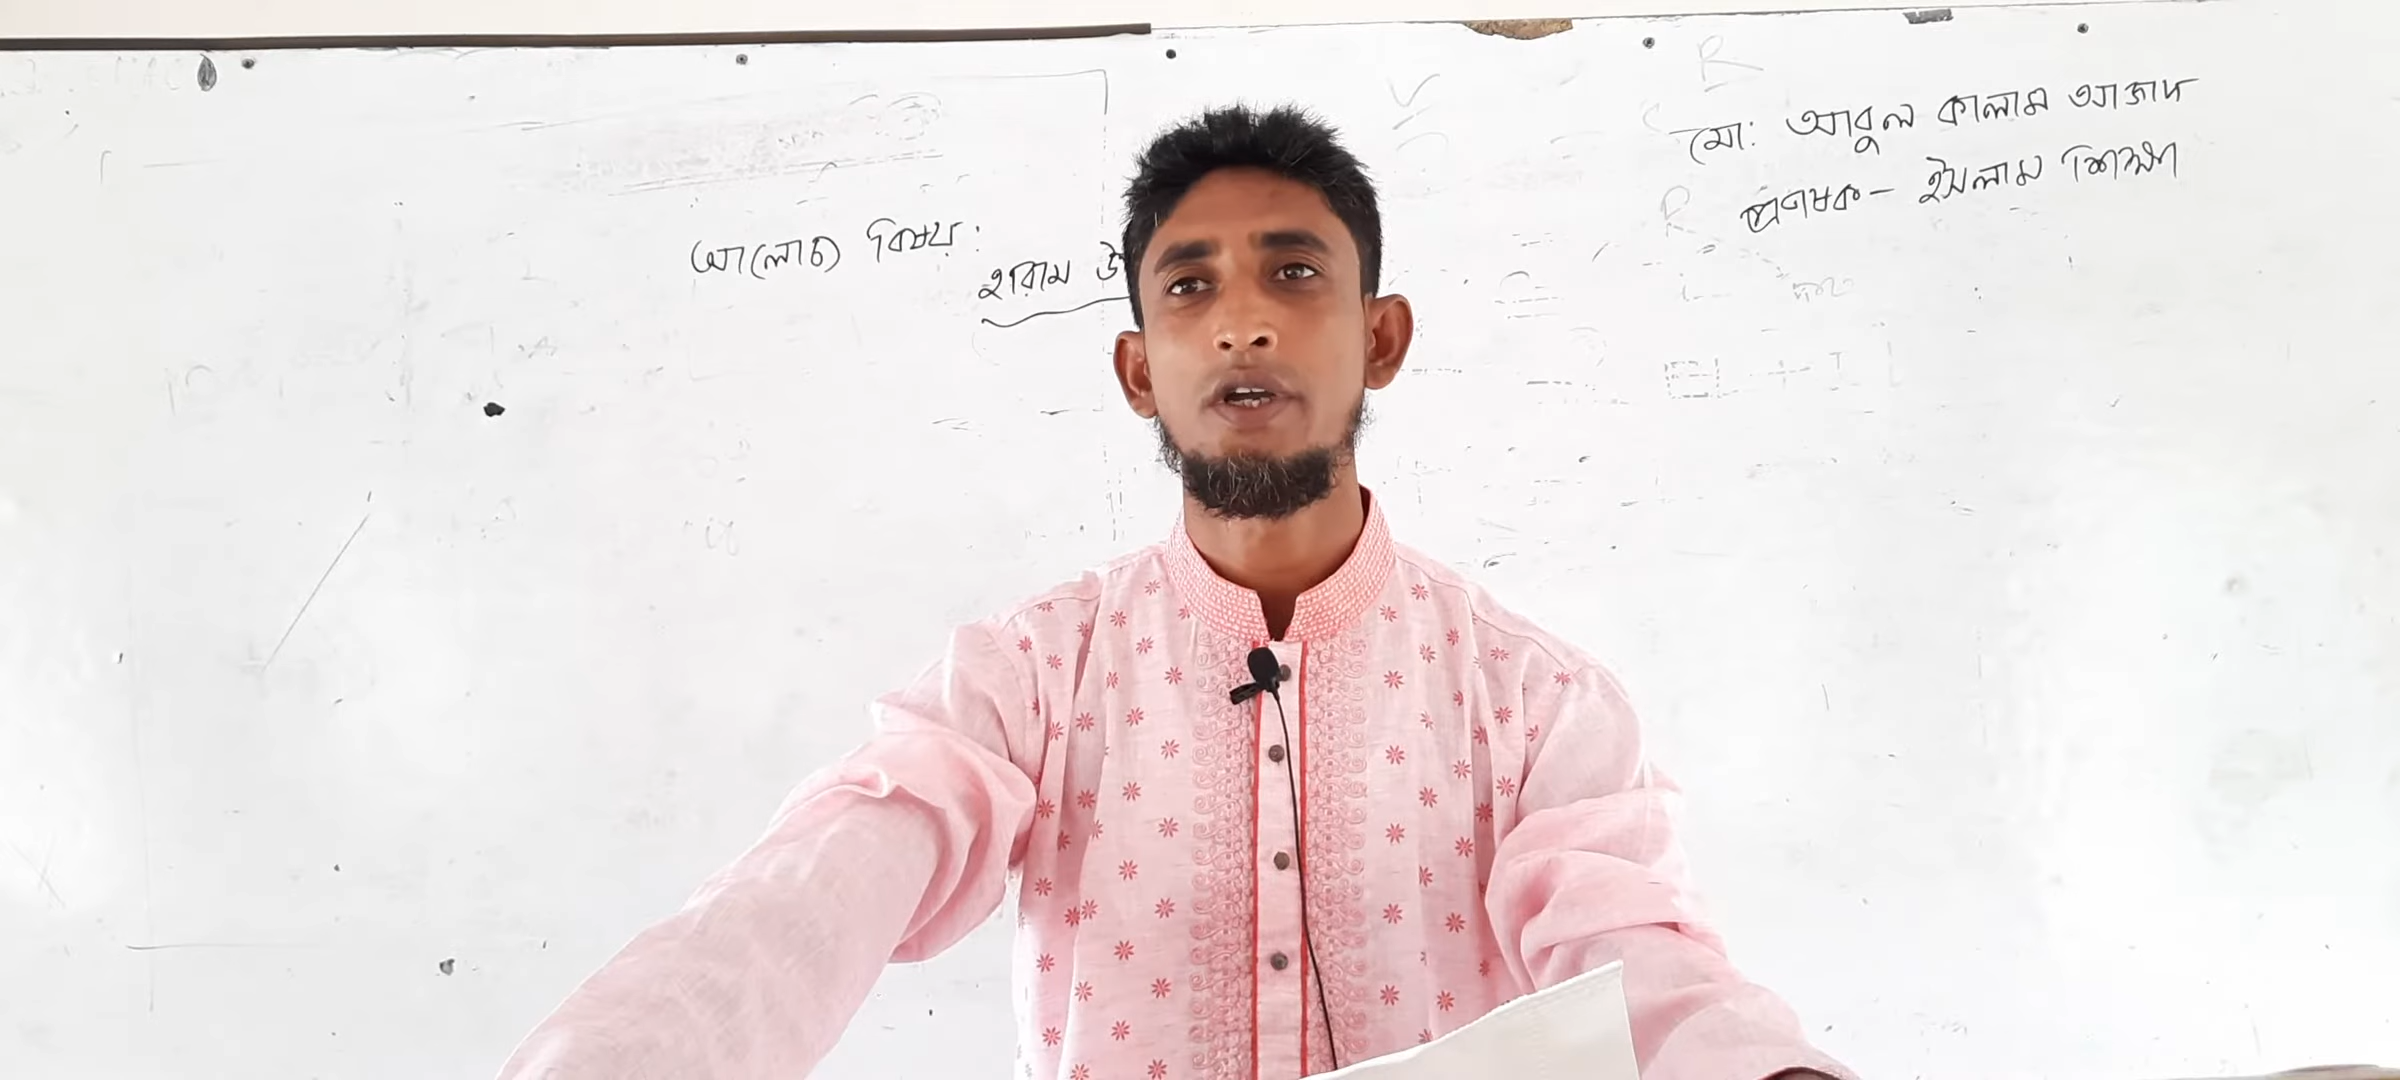 মো: আবুল কালাম আজাদ
প্রভাষক - ইসলাম শিক্ষা
আলোচ্য বিষয়:
হারাম